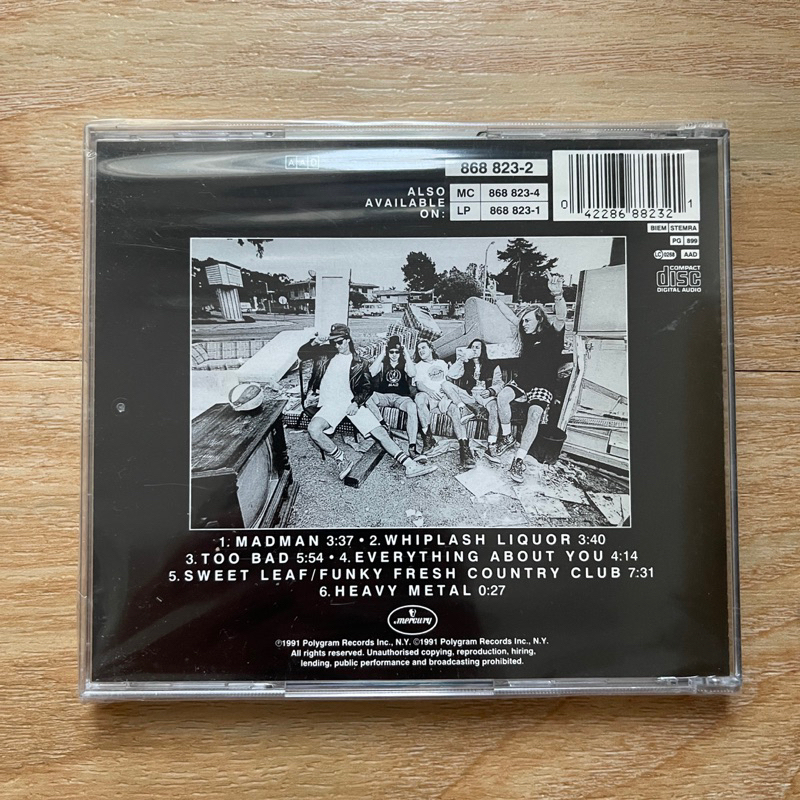 AAD
868 823-2
ALSO AVAILABLE ON:
MC 868 823-4
LP 868 823-1
0 42286 88232 1
BIEM STEMRA
PG 899
LC 0268 AAD
COMPACT
disc
DIGITAL AUDIO
1. MADMAN 3:37 • 2. WHIPLASH LIQUOR 3:40
3. TOO BAD 5:54 • 4. EVERYTHING ABOUT YOU 4:14
5. SWEET LEAF/FUNKY FRESH COUNTRY CLUB 7:31
6. HEAVY METAL 0:27
mercury
℗1991 Polygram Records Inc., N.Y. ©1991 Polygram Records Inc., N.Y.
All rights reserved. Unauthorised copying, reproduction, hiring,
lending, public performance and broadcasting prohibited.